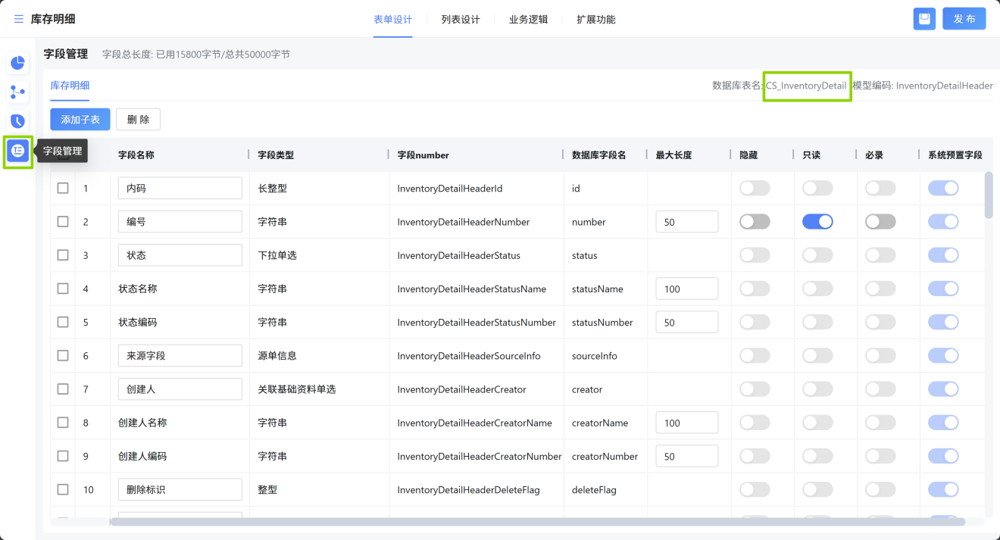 库存明细
表单设计 列表设计 业务逻辑 扩展功能
发布
字段管理 字段总长度: 已用15800字节/总共50000字节
库存明细
数据库表名: CS_InventoryDetail 模型编码: InventoryDetailHeader
添加子表 删除
字段管理
字段名称 字段类型 字段number 数据库字段名 最大长度 隐藏 只读 必录 系统预置字段
1 内码 长整型 InventoryDetailHeaderId id
2 编号 字符串 InventoryDetailHeaderNumber number 50
3 状态 下拉单选 InventoryDetailHeaderStatus status
4 状态名称 字符串 InventoryDetailHeaderStatusName statusName 100
5 状态编码 字符串 InventoryDetailHeaderStatusNumber statusNumber 50
6 来源字段 源单信息 InventoryDetailHeaderSourceInfo sourceInfo
7 创建人 关联基础资料单选 InventoryDetailHeaderCreator creator
8 创建人名称 字符串 InventoryDetailHeaderCreatorName creatorName 100
9 创建人编码 字符串 InventoryDetailHeaderCreatorNumber creatorNumber 50
10 删除标识 整型 InventoryDetailHeaderDeleteFlag deleteFlag